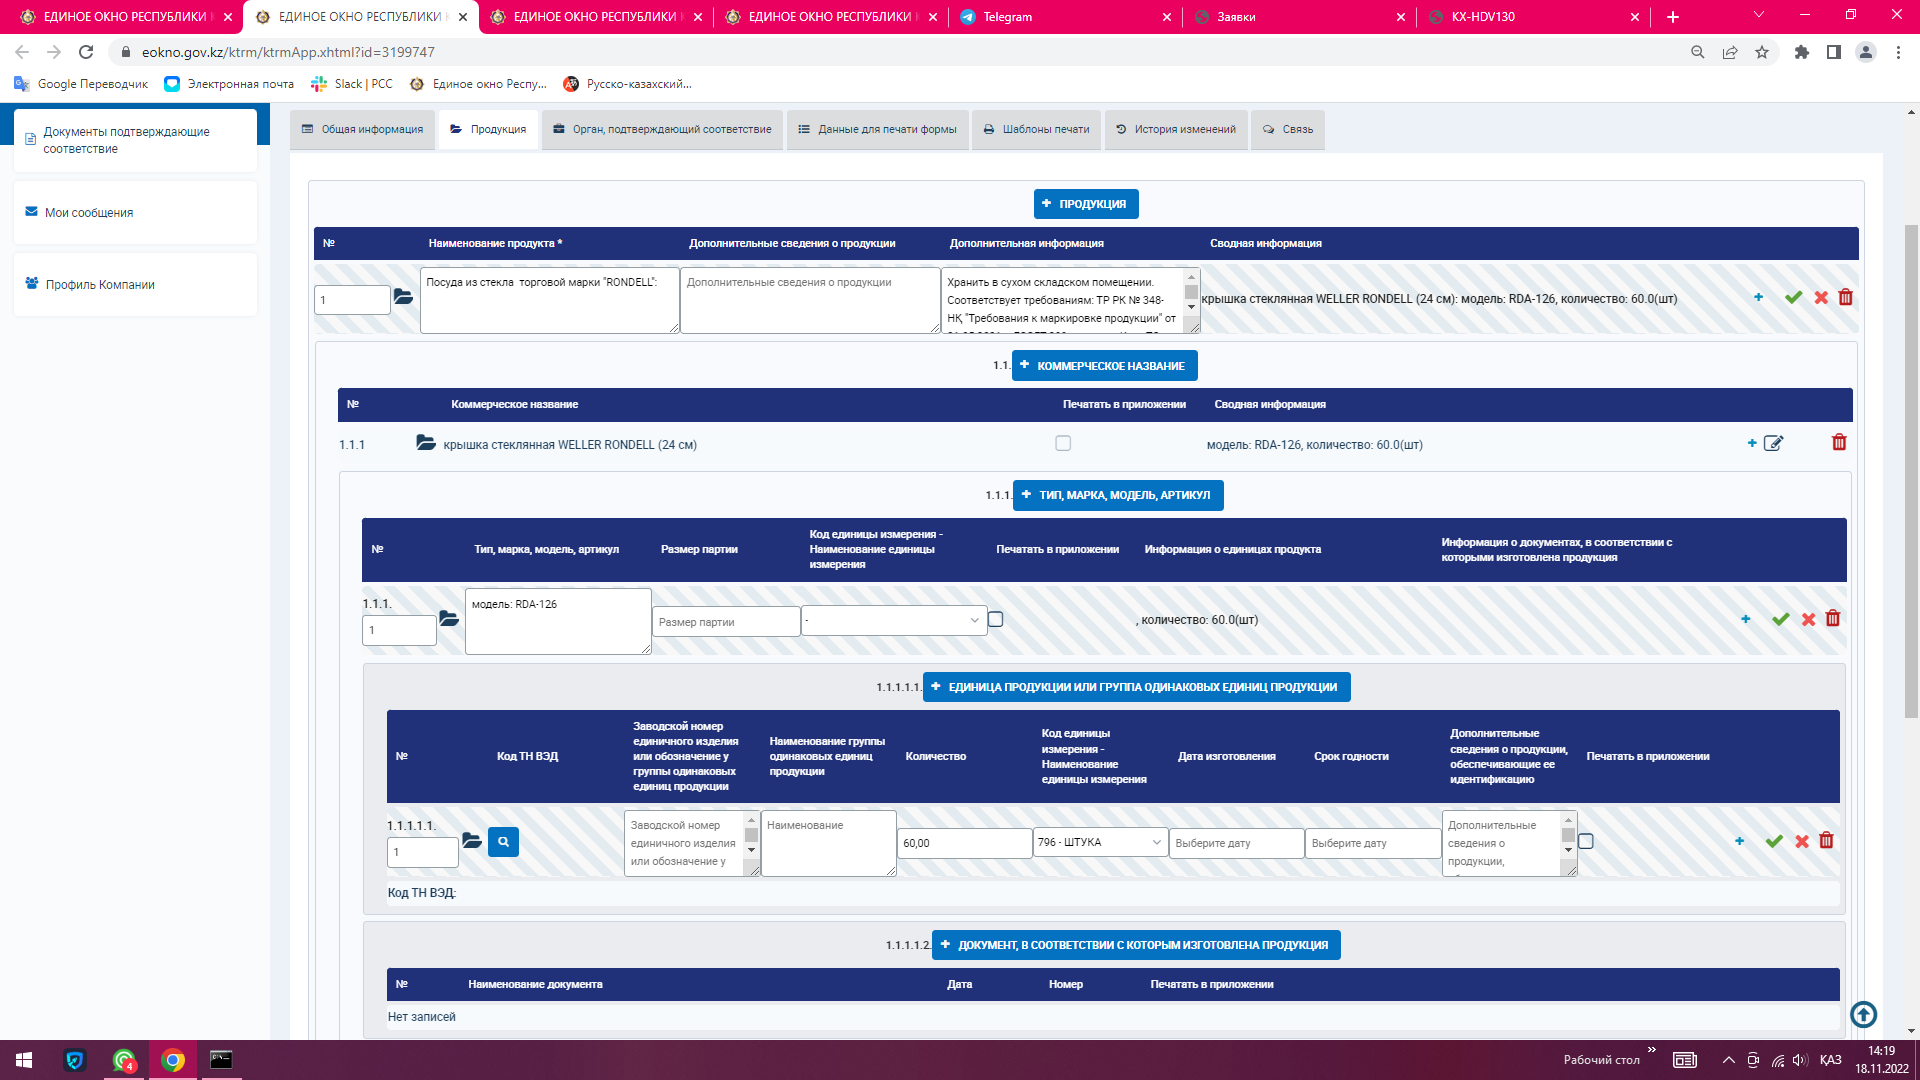 ЕДИНОЕ ОКНО РЕСПУБЛИКИ
ЕДИНОЕ ОКНО РЕСПУБЛИКИ
ЕДИНОЕ ОКНО РЕСПУБЛИКИ
ЕДИНОЕ ОКНО РЕСПУБЛИКИ
Telegram
Заявки
KX-HDV130
eokno.gov.kz/ktrm/ktrmApp.xhtml?id=3199747
Google Переводчик
Электронная почта
Slack | PCC
Единое окно Респу...
Русско-казахский...
Документы подтверждающие
соответствие
Мои сообщения
Профиль Компании
Общая информация
Продукция
Орган, подтверждающий соответствие
Данные для печати формы
Шаблоны печати
История изменений
Связь
+ ПРОДУКЦИЯ
№
Наименование продукта *
Дополнительные сведения о продукции
Дополнительная информация
Сводная информация
1
Посуда из стекла торговой марки "RONDELL":
Дополнительные сведения о продукции
Хранить в сухом складском помещении.
Соответствует требованиям: ТР РК № 348-
НҚ "Требования к маркировке продукции" от
крышка стеклянная WELLER RONDELL (24 см): модель: RDA-126, количество: 60.0(шт)
1.1. + КОММЕРЧЕСКОЕ НАЗВАНИЕ
№
Коммерческое название
Печатать в приложении
Сводная информация
1.1.1
крышка стеклянная WELLER RONDELL (24 см)
модель: RDA-126, количество: 60.0(шт)
1.1.1. + ТИП, МАРКА, МОДЕЛЬ, АРТИКУЛ
№
Тип, марка, модель, артикул
Размер партии
Код единицы измерения -
Наименование единицы
измерения
Печатать в приложении
Информация о единицах продукта
Информация о документах, в соответствии с
которыми изготовлена продукция
1.1.1.
1
модель: RDA-126
Размер партии
-
, количество: 60.0(шт)
1.1.1.1.1. + ЕДИНИЦА ПРОДУКЦИИ ИЛИ ГРУППА ОДИНАКОВЫХ ЕДИНИЦ ПРОДУКЦИИ
№
Код ТН ВЭД
Заводской номер
единичного изделия
или обозначение у
группы одинаковых
единиц продукции
Наименование группы
одинаковых единиц
продукции
Количество
Код единицы
измерения -
Наименование
единицы измерения
Дата изготовления
Срок годности
Дополнительные
сведения о продукции,
обеспечивающие ее
идентификацию
Печатать в приложении
1.1.1.1.1.
1
Заводской номер
единичного изделия
или обозначение у
Наименование
60,00
796 - ШТУКА
Выберите дату
Выберите дату
Дополнительные
сведения о
продукции,
Код ТН ВЭД:
1.1.1.1.2. + ДОКУМЕНТ, В СООТВЕТСТВИИ С КОТОРЫМ ИЗГОТОВЛЕНА ПРОДУКЦИЯ
№
Наименование документа
Дата
Номер
Печатать в приложении
Нет записей
4
Рабочий стол
»
ҚАЗ
14:19
18.11.2022